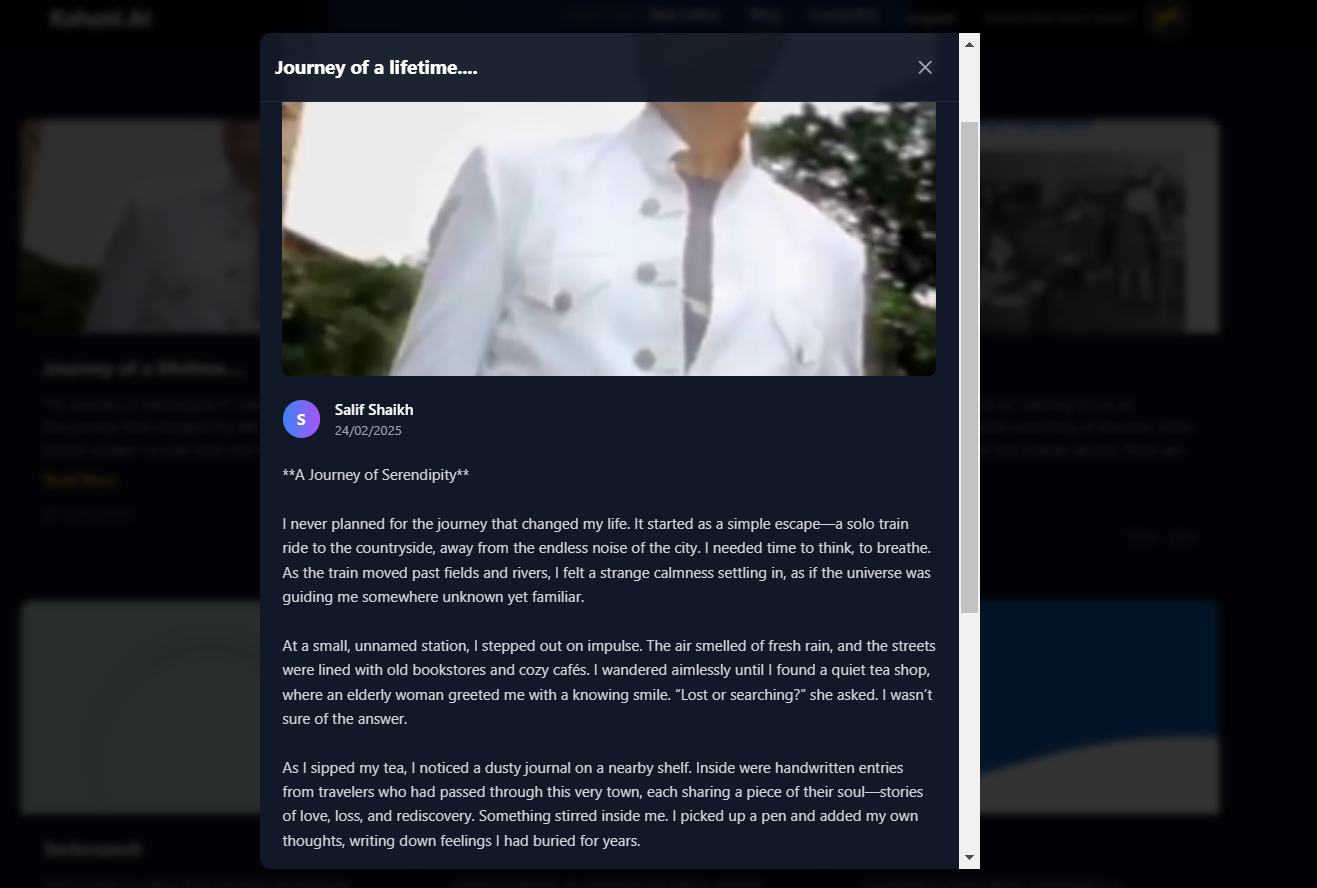 Kahani.AI
Journey of a lifetime....
Salif Shaikh
S
24/02/2025
**A Journey of Serendipity**
I never planned for the journey that changed my life. It started as a simple escape—a solo train
ride to the countryside, away from the endless noise of the city. I needed time to think, to breathe.
As the train moved past fields and rivers, I felt a strange calmness settling in, as if the universe was
guiding me somewhere unknown yet familiar.
At a small, unnamed station, I stepped out on impulse. The air smelled of fresh rain, and the streets
were lined with old bookstores and cozy cafés. I wandered aimlessly until I found a quiet tea shop,
where an elderly woman greeted me with a knowing smile. “Lost or searching?” she asked. I wasn’t
sure of the answer.
As I sipped my tea, I noticed a dusty journal on a nearby shelf. Inside were handwritten entries
from travelers who had passed through this very town, each sharing a piece of their soul—stories
of love, loss, and rediscovery. Something stirred inside me. I picked up a pen and added my own
thoughts, writing down feelings I had buried for years.
Journey of a lifetime....
Read More